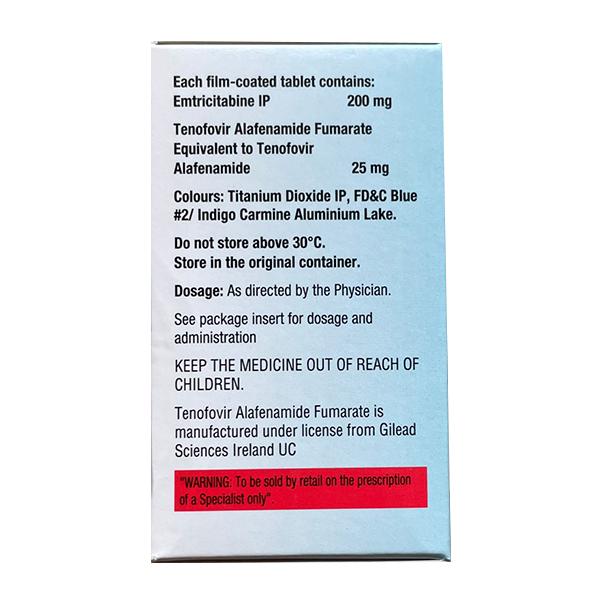 Each film-coated tablet contains:
Emtricitabine IP 200 mg
Tenofovir Alafenamide Fumarate
Equivalent to Tenofovir
Alafenamide 25 mg
Colours: Titanium Dioxide IP, FD&C Blue
#2/ Indigo Carmine Aluminium Lake.
Do not store above 30°C.
Store in the original container.
Dosage: As directed by the Physician.
See package insert for dosage and
administration
KEEP THE MEDICINE OUT OF REACH OF
CHILDREN.
Tenofovir Alafenamide Fumarate is
manufactured under license from Gilead
Sciences Ireland UC
"WARNING: To be sold by retail on the prescription
of a Specialist only".